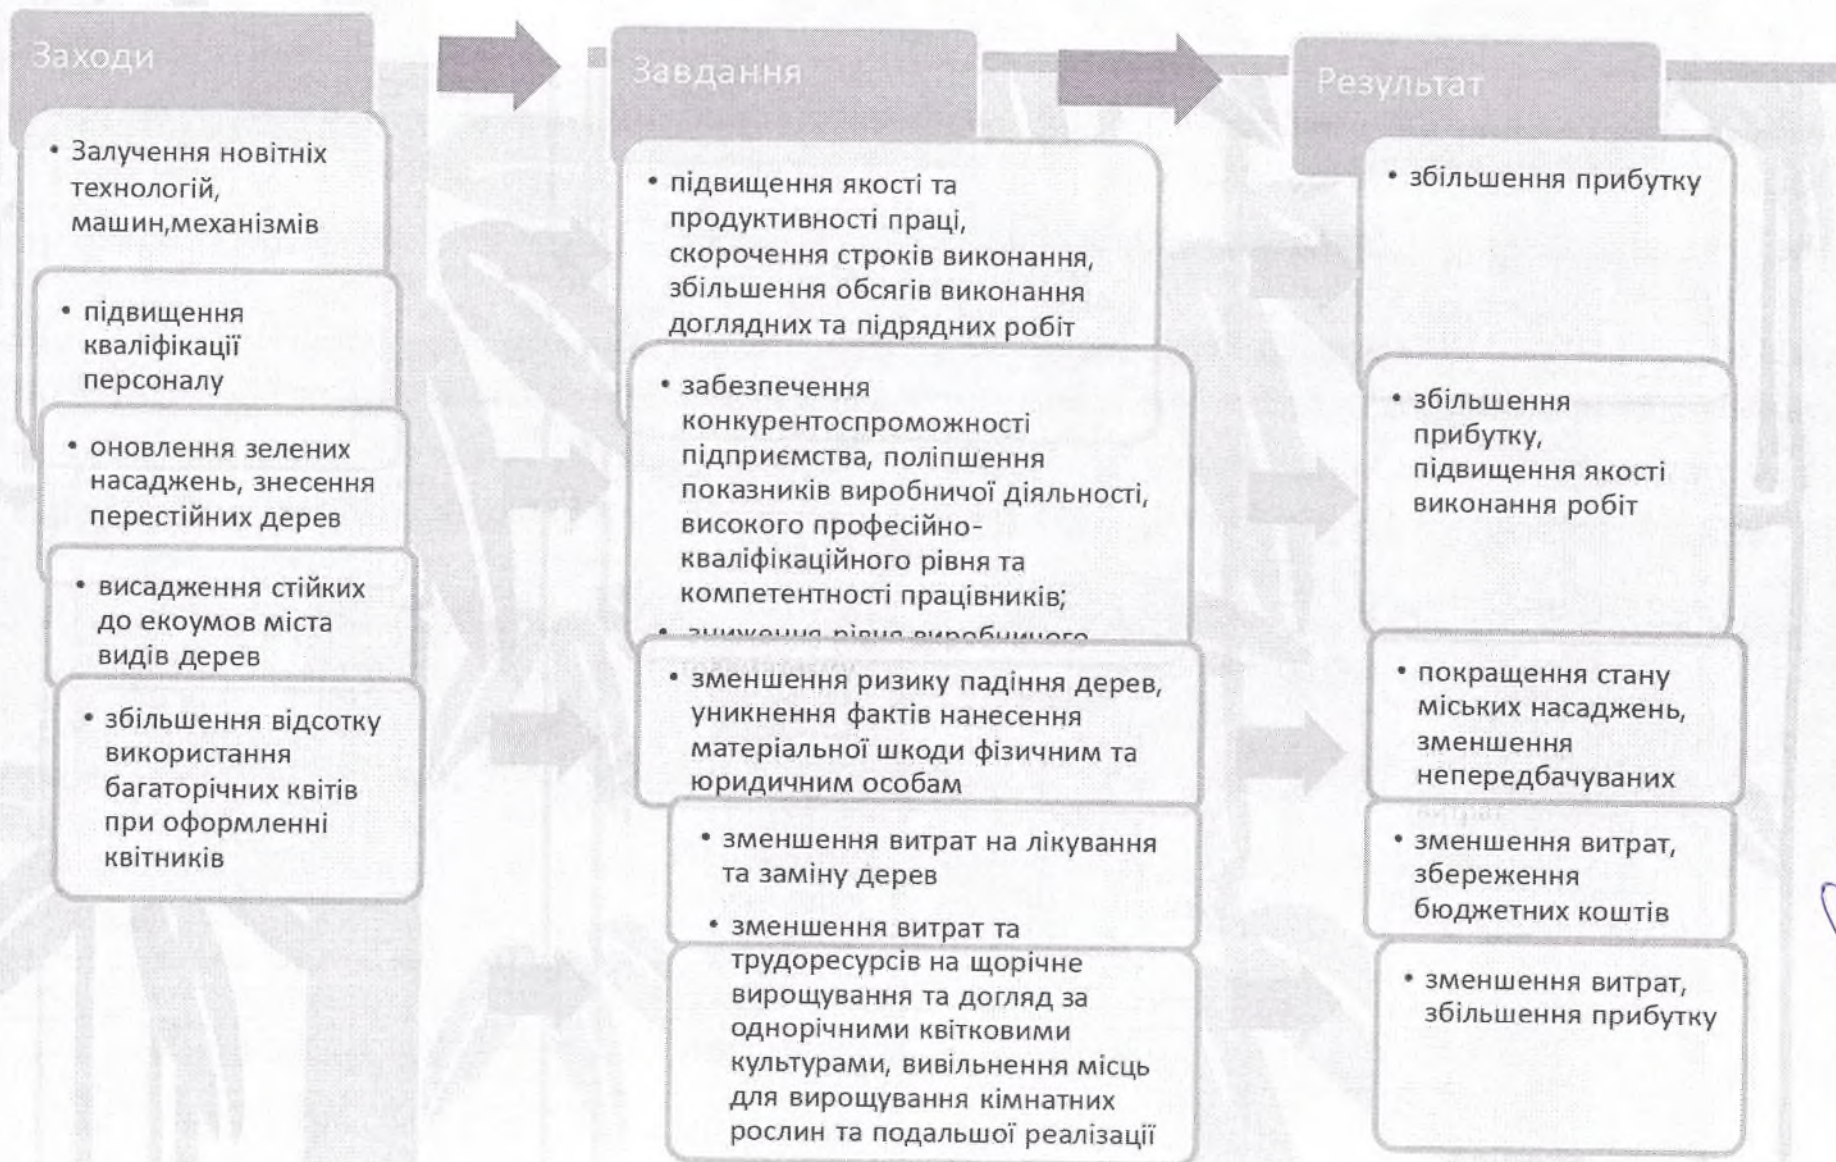 Заходи
• Залучення новітніх
технологій,
машин,механізмів
• підвищення
кваліфікації
персоналу
• оновлення зелених
насаджень, знесення
перестійних дерев
• висадження стійких
до екоумов міста
видів дерев
• збільшення відсотку
використання
багаторічних квітів
при оформленні
квітників
Завдання
• підвищення якості та
продуктивності праці,
скорочення строків виконання,
збільшення обсягів виконання
доглядних та підрядних робіт
• забезпечення
конкурентоспроможності
підприємства, поліпшення
показників виробничої діяльності,
високого професійно-
кваліфікаційного рівня та
компетентності працівників;
• зниження рівня виробничого
• зменшення ризику падіння дерев,
уникнення фактів нанесення
матеріальної шкоди фізичним та
юридичним особам
• зменшення витрат на лікування
та заміну дерев
• зменшення витрат та
трудоресурсів на щорічне
вирощування та догляд за
однорічними квітковими
культурами, вивільнення місць
для вирощування кімнатних
рослин та подальшої реалізації
Результат
• збільшення прибутку
• збільшення
прибутку,
підвищення якості
виконання робіт
• покращення стану
міських насаджень,
зменшення
непередбачуваних
• зменшення витрат,
збереження
бюджетних коштів
• зменшення витрат,
збільшення прибутку